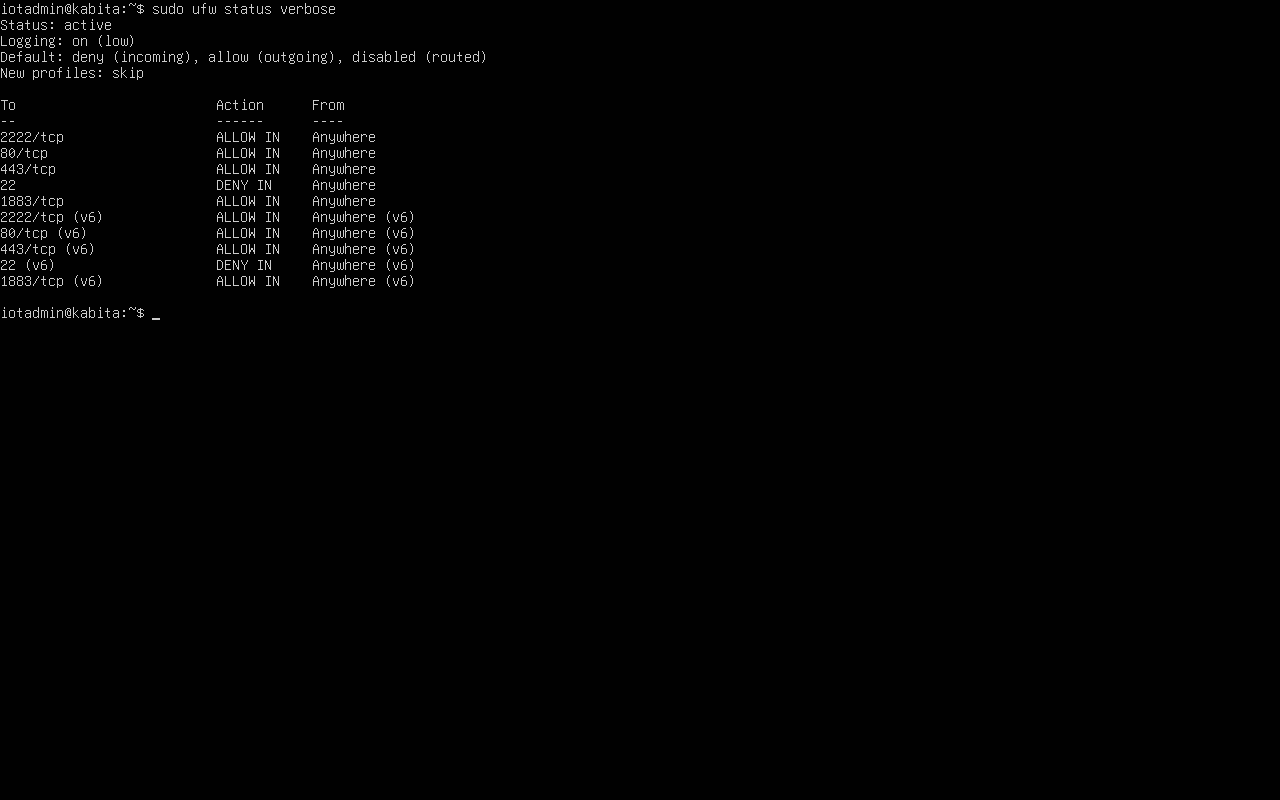 iotadmin@kabita:~$ sudo ufw status verbose
Status: active
Logging: on (low)
Default: deny (incoming), allow (outgoing), disabled (routed)
New profiles: skip

To                         Action      From
--                         ------      ----
2222/tcp                   ALLOW IN    Anywhere
80/tcp                     ALLOW IN    Anywhere
443/tcp                    ALLOW IN    Anywhere
22                         DENY IN     Anywhere
1883/tcp                   ALLOW IN    Anywhere
2222/tcp (v6)              ALLOW IN    Anywhere (v6)
80/tcp (v6)                ALLOW IN    Anywhere (v6)
443/tcp (v6)               ALLOW IN    Anywhere (v6)
22 (v6)                    DENY IN     Anywhere (v6)
1883/tcp (v6)              ALLOW IN    Anywhere (v6)

iotadmin@kabita:~$ _